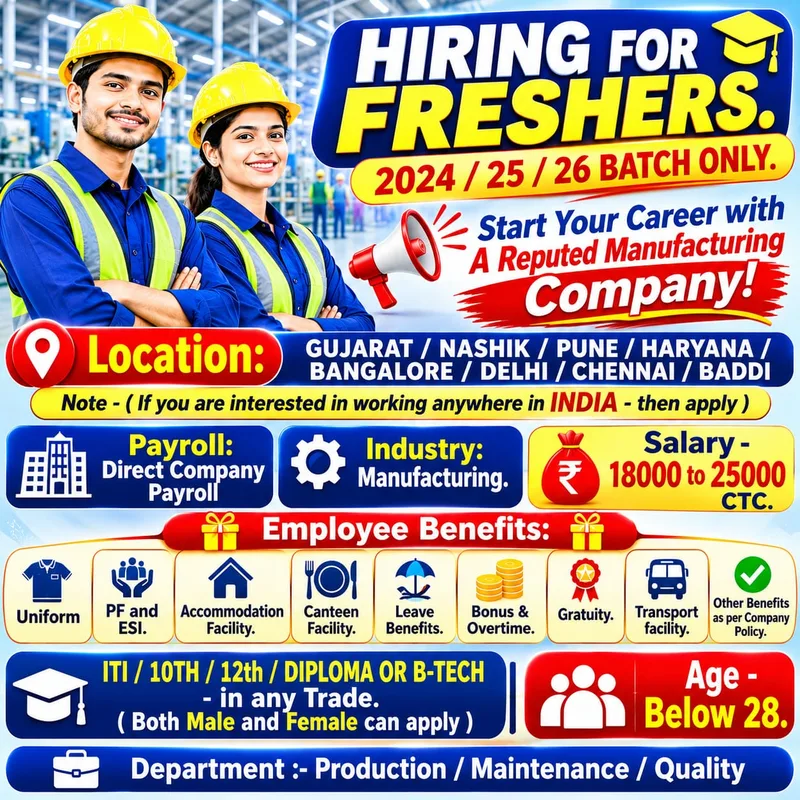 HIRING FOR
FRESHERS.
2024 / 25 / 26 BATCH ONLY.
Start Your Career with
A Reputed Manufacturing
Company!
Location:
GUJARAT / NASHIK / PUNE / HARYANA /
BANGALORE / DELHI / CHENNAI / BADDI
Note - ( If you are interested in working anywhere in INDIA - then apply )
Payroll:
Direct Company
Payroll
Industry:
Manufacturing.
₹
Salary -
18000 to 25000
CTC.
Employee Benefits:
Uniform
PF and
ESI.
Accommodation
Facility.
Canteen
Facility.
Leave
Benefits.
Bonus &
Overtime.
Gratuity.
Transport
facility.
Other Benefits
as per Company
Policy.
ITI / 10TH / 12th / DIPLOMA OR B-TECH
- in any Trade.
( Both Male and Female can apply )
Age -
Below 28.
Department :- Production / Maintenance / Quality